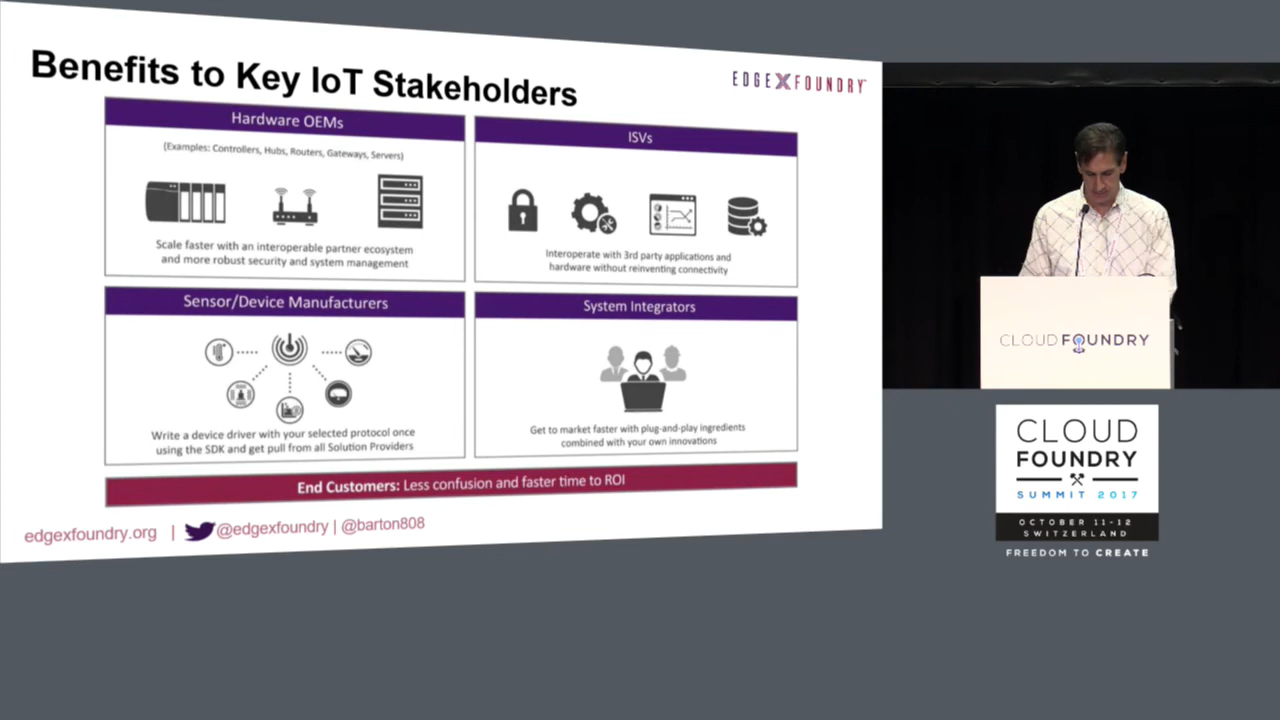 Benefits to Key IoT Stakeholders
EDGEXFOUNDRY
Hardware OEMs
(Examples: Controllers, Hubs, Routers, Gateways, Servers)
Scale faster with an interoperable partner ecosystem
and more robust security and system management
ISVs
Interoperate with 3rd party applications and
hardware without reinventing connectivity
Sensor/Device Manufacturers
Write a device driver with your selected protocol once
using the SDK and get pull from all Solution Providers
System Integrators
Get to market faster with plug-and-play ingredients
combined with your own innovations
End Customers: Less confusion and faster time to ROI
edgexfoundry.org | @edgexfoundry | @barton808
CLOUD FOUNDRY
CLOUD
FOUNDRY
SUMMIT 2017
OCTOBER 11-12
SWITZERLAND
FREEDOM TO CREATE